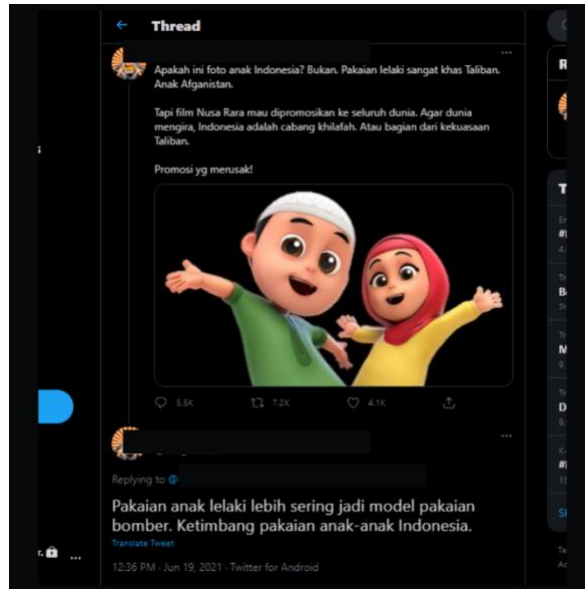 Thread
Apakah ini foto anak Indonesia? Bukan. Pakaian lelaki sangat khas Taliban.
Anak Afganistan.
Tapi film Nusa Rara mau dipromosikan ke seluruh dunia. Agar dunia
mengira, Indonesia adalah cabang khilafah. Atau bagian dari kekuasaan
Taliban.
Promosi yg merusak!
5.5K 7.2K 4.1K
Replying to
Pakaian anak lelaki lebih sering jadi model pakaian
bomber. Ketimbang pakaian anak-anak Indonesia.
Translate Tweet
12:36 PM · Jun 19, 2021 · Twitter for Android